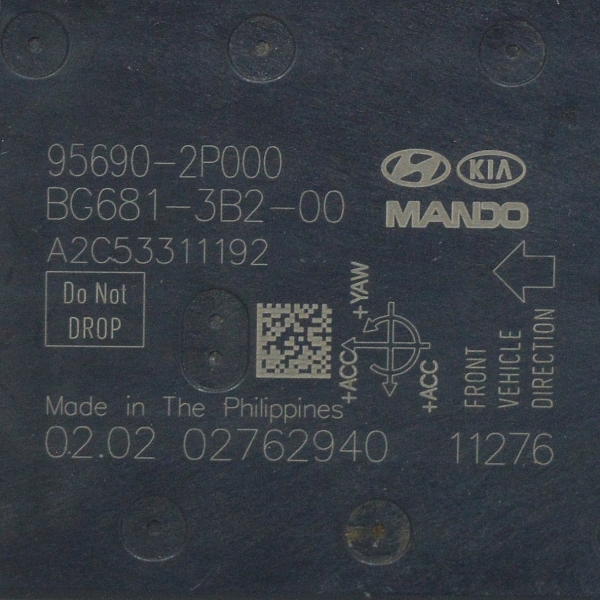 95690-2P000
KIA
BG681-3B2-00
MANDO
A2C53311192
Do Not
DROP
+YAW
+ACC
+ACC
FRONT
VEHICLE
DIRECTION
Made in The Philippines
02.02 02762940 11276